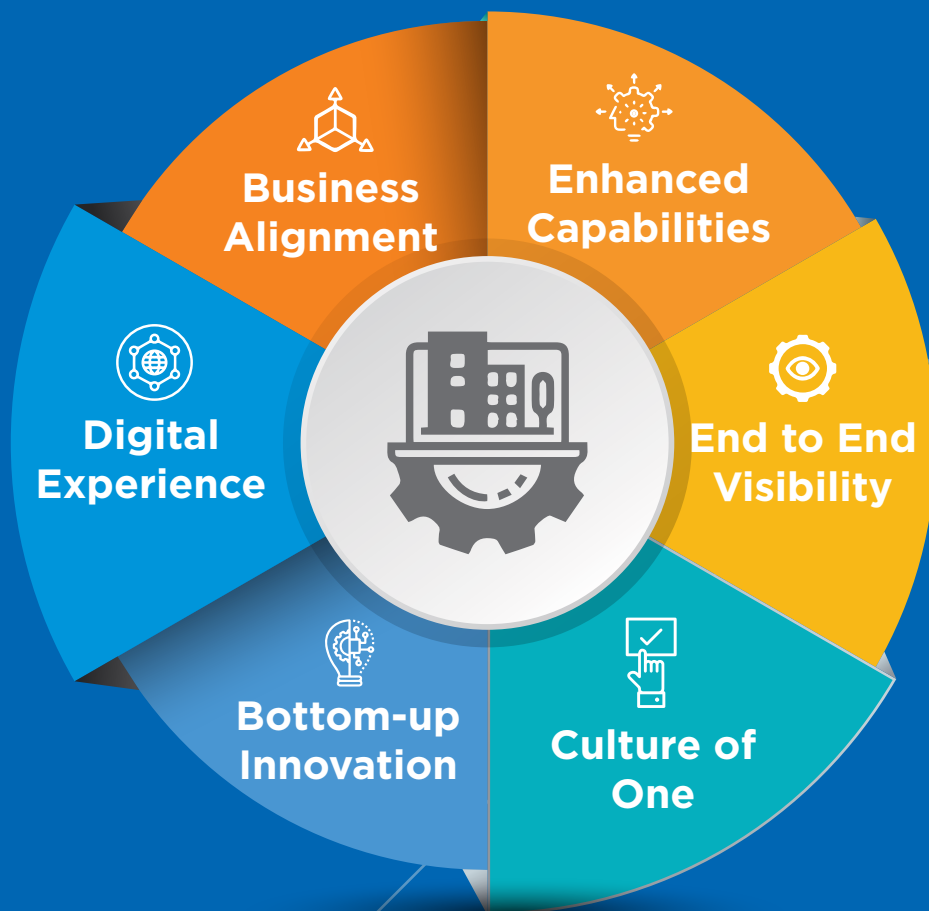 Business
Alignment
Enhanced
Capabilities
Digital
Experience
End to End
Visibility
Bottom-up
Innovation
Culture of
One